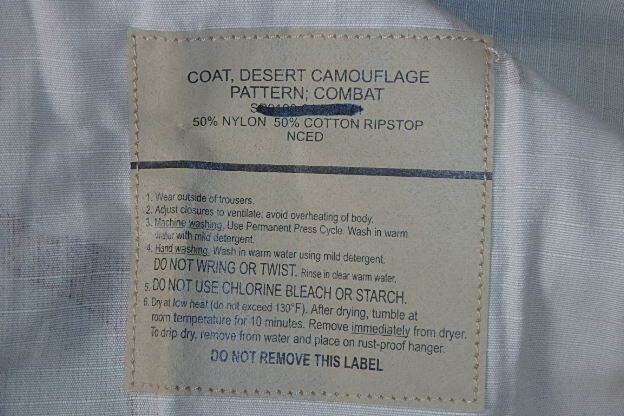 COAT, DESERT CAMOUFLAGE
PATTERN; COMBAT
50% NYLON 50% COTTON RIPSTOP
NCED
1. Wear outside of trousers.
2. Adjust closures to ventilate; avoid overheating of body.
3. Machine washing. Use Permanent Press Cycle. Wash in warm
water with mild detergent.
4. Hand washing. Wash in warm water using mild detergent.
DO NOT WRING OR TWIST. Rinse in clear warm water.
5. DO NOT USE CHLORINE BLEACH OR STARCH.
6. Dry at low heat (do not exceed 130°F). After drying, tumble at
room temperature for 10 minutes. Remove immediately from dryer.
To drip dry, remove from water and place on rust-proof hanger.
DO NOT REMOVE THIS LABEL